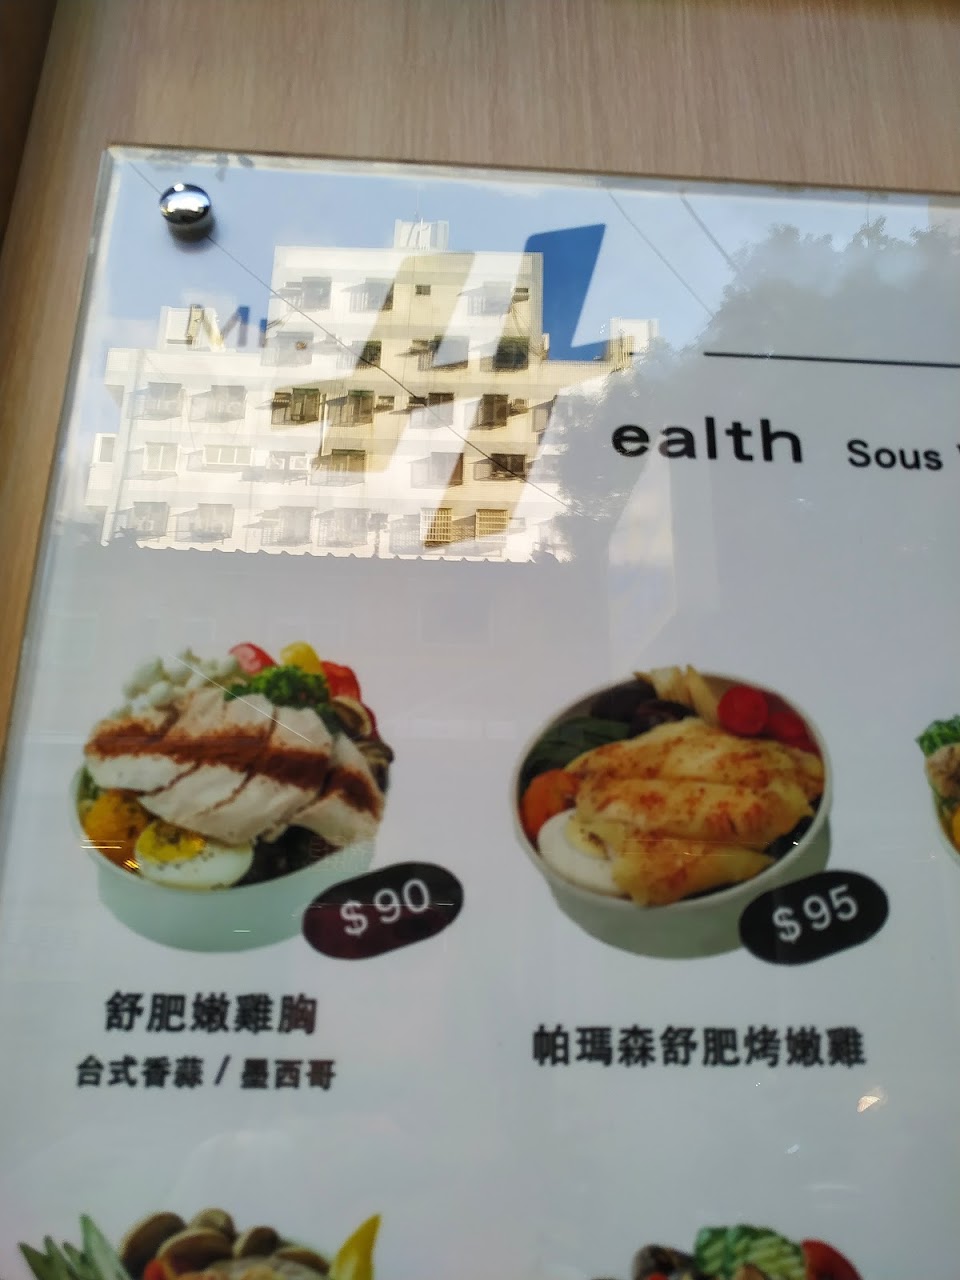 ealth Sous
$90
$95
舒肥嫩雞胸
帕瑪森舒肥烤嫩雞
台式香蒜 / 墨西哥